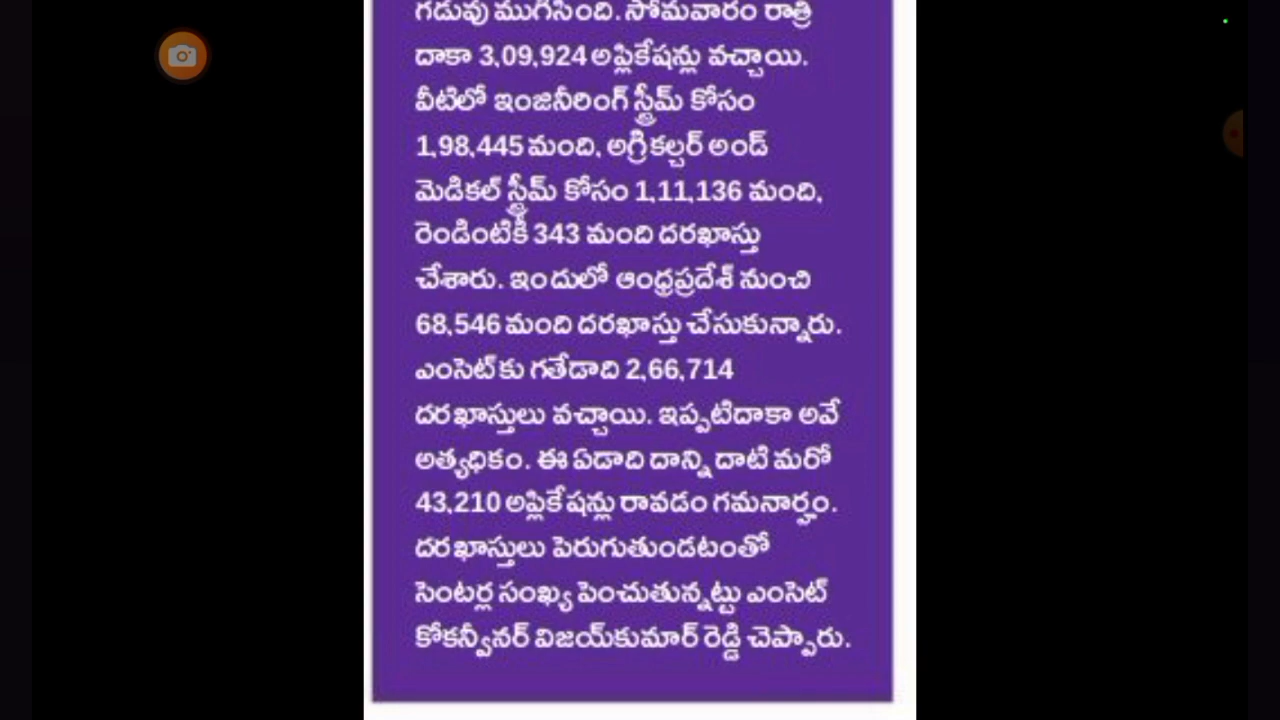 గడువు ముగిసింది. సోమవారం రాత్రి
దాకా 3,09,924 అప్లికేషన్లు వచ్చాయి.
వీటిలో ఇంజినీరింగ్ స్ట్రీమ్ కోసం
1,98,445 మంది, అగ్రికల్చర్ అండ్
మెడికల్ స్ట్రీమ్ కోసం 1,11,136 మంది,
రెండింటికీ 343 మంది దరఖాస్తు
చేశారు. ఇందులో ఆంధ్రప్రదేశ్ నుంచి
68,546 మంది దరఖాస్తు చేసుకున్నారు.
ఎంసెట్‌కు గతేడాది 2,66,714
దరఖాస్తులు వచ్చాయి. ఇప్పటిదాకా అవే
అత్యధికం. ఈ ఏడాది దాన్ని దాటి మరో
43,210 అప్లికేషన్లు రావడం గమనార్హం.
దరఖాస్తులు పెరుగుతుండటంతో
సెంటర్ల సంఖ్య పెంచుతున్నట్టు ఎంసెట్
కోకన్వీనర్ విజయ్‌కుమార్ రెడ్డి చెప్పారు.